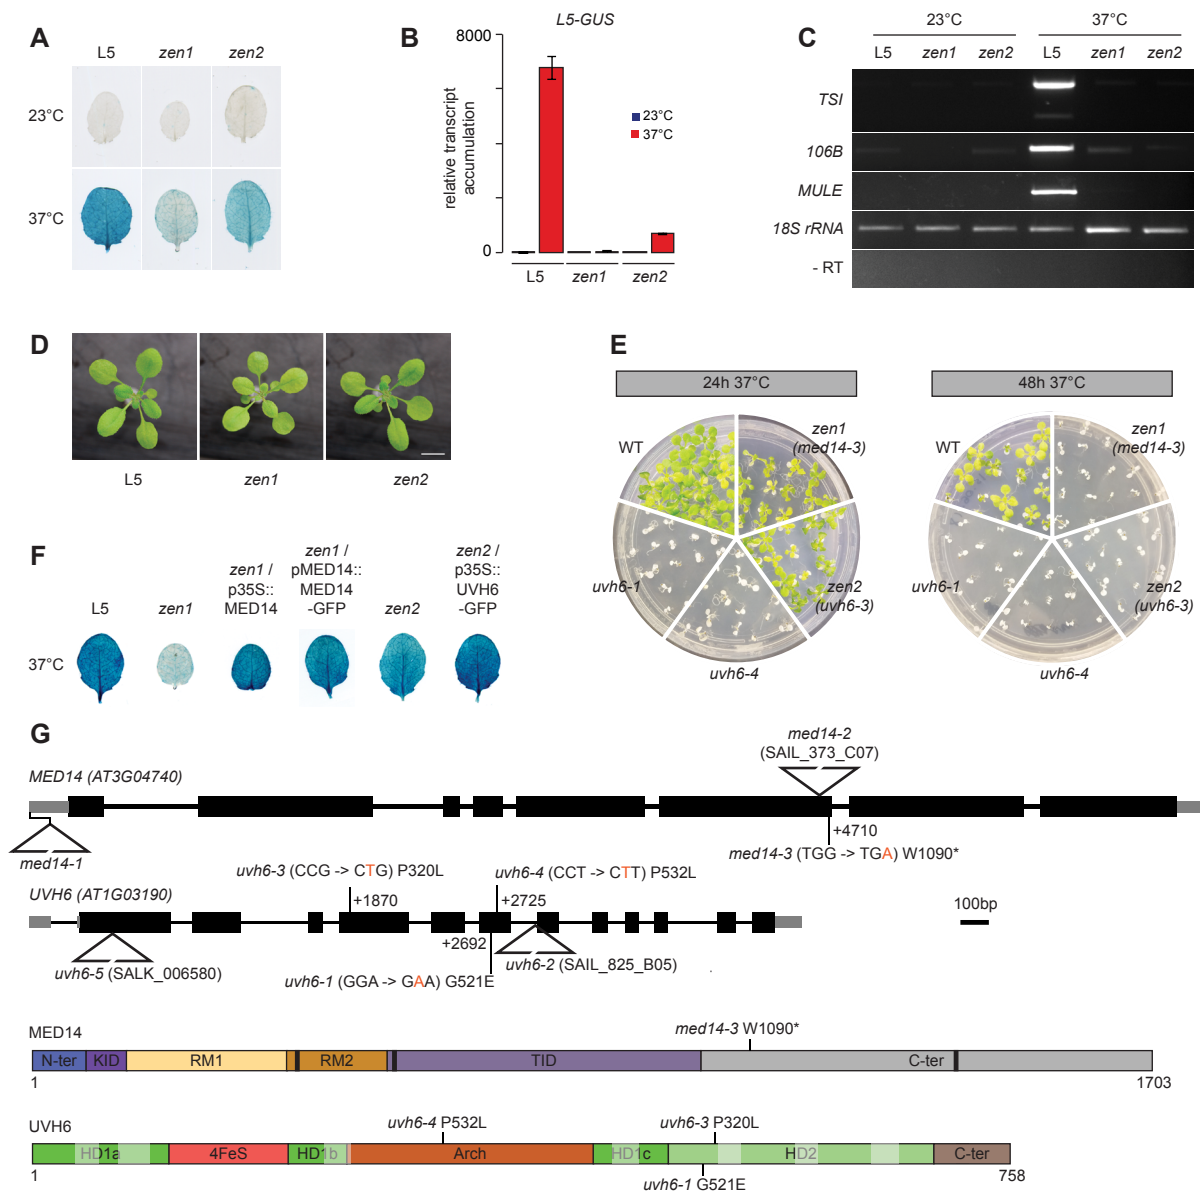 A
L5
zen1
zen2
23°C
37°C
B
L5-GUS
8000
0
relative transcript
accumulation
23°C
37°C
L5
zen1
zen2
C
23°C
37°C
L5
zen1
zen2
L5
zen1
zen2
TSI
106B
MULE
18S rRNA
- RT
D
L5
zen1
zen2
E
24h 37°C
WT
zen1
(med14-3)
uvh6-1
zen2
(uvh6-3)
uvh6-4
48h 37°C
WT
zen1
(med14-3)
uvh6-1
zen2
(uvh6-3)
uvh6-4
F
L5
zen1
zen1 /
p35S::
MED14
zen1 /
pMED14::
MED14
-GFP
zen2
zen2 /
p35S::
UVH6
-GFP
37°C
G
med14-2
(SAIL_373_C07)
MED14 (AT3G04740)
med14-1
+4710
med14-3 (TGG -> TGA) W1090*
uvh6-3 (CCG -> CTG) P320L
uvh6-4 (CCT -> CTT) P532L
UVH6 (AT1G03190)
+1870
+2725
100bp
+2692
uvh6-5 (SALK_006580)
uvh6-2 (SAIL_825_B05)
uvh6-1 (GGA -> GAA) G521E
MED14
med14-3 W1090*
N-ter
KID
RM1
RM2
TID
C-ter
1
1703
UVH6
uvh6-4 P532L
uvh6-3 P320L
HD1a
4FeS
HD1b
Arch
HD1c
HD2
C-ter
1
758
uvh6-1 G521E